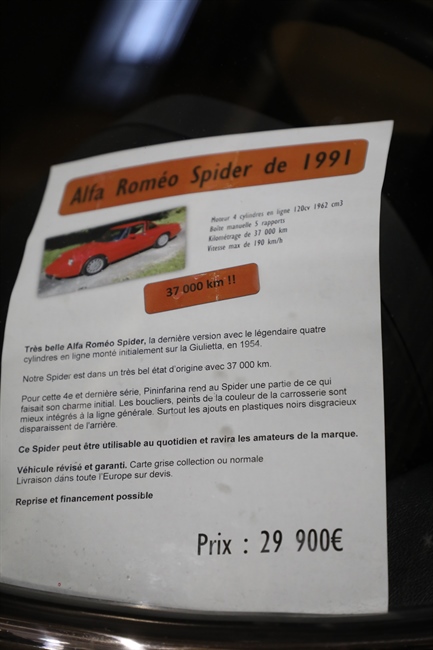 Alfa Roméo Spider de 1991
Moteur 4 cylindres en ligne 120cv 1962 cm3
Boîte manuelle 5 rapports
Kilométrage de 37 000 km
Vitesse max de 190 km/h
37 000 km !!
Très belle Alfa Roméo Spider, la dernière version avec le légendaire quatre
cylindres en ligne monté initialement sur la Giulietta, en 1954.
Notre Spider est dans un très bel état d'origine avec 37 000 km.
Pour cette 4e et dernière série, Pininfarina rend au Spider une partie de ce qui
faisait son charme initial. Les boucliers, peints de la couleur de la carrosserie sont
mieux intégrés à la ligne générale. Surtout les ajouts en plastiques noirs disgracieux
disparaissent de l'arrière.
Ce Spider peut être utilisable au quotidien et ravira les amateurs de la marque.
Véhicule révisé et garanti. Carte grise collection ou normale
Livraison dans toute l'Europe sur devis.
Reprise et financement possible
Prix : 29 900€